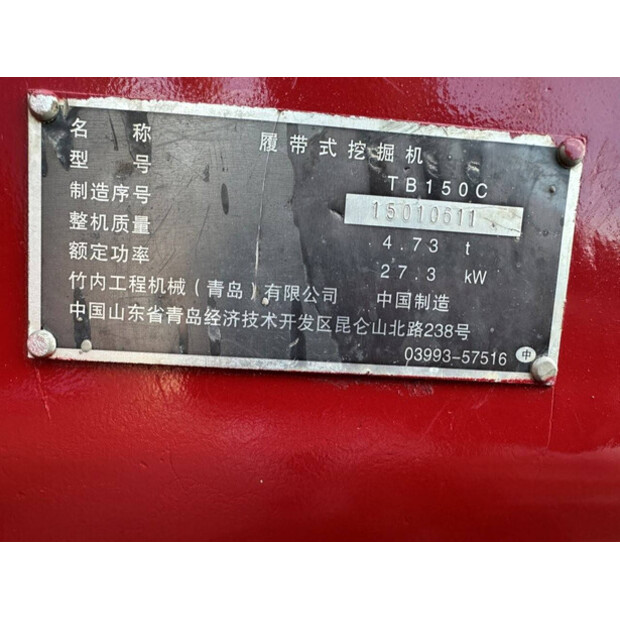 名 称 履带式挖掘机
型 号 TB150C
制造序号 15010611
整机质量 4.73 t
额定功率 27.3 kW
竹内工程机械(青岛)有限公司 中国制造
中国山东省青岛经济技术开发区昆仑山北路238号
03993-57516 中